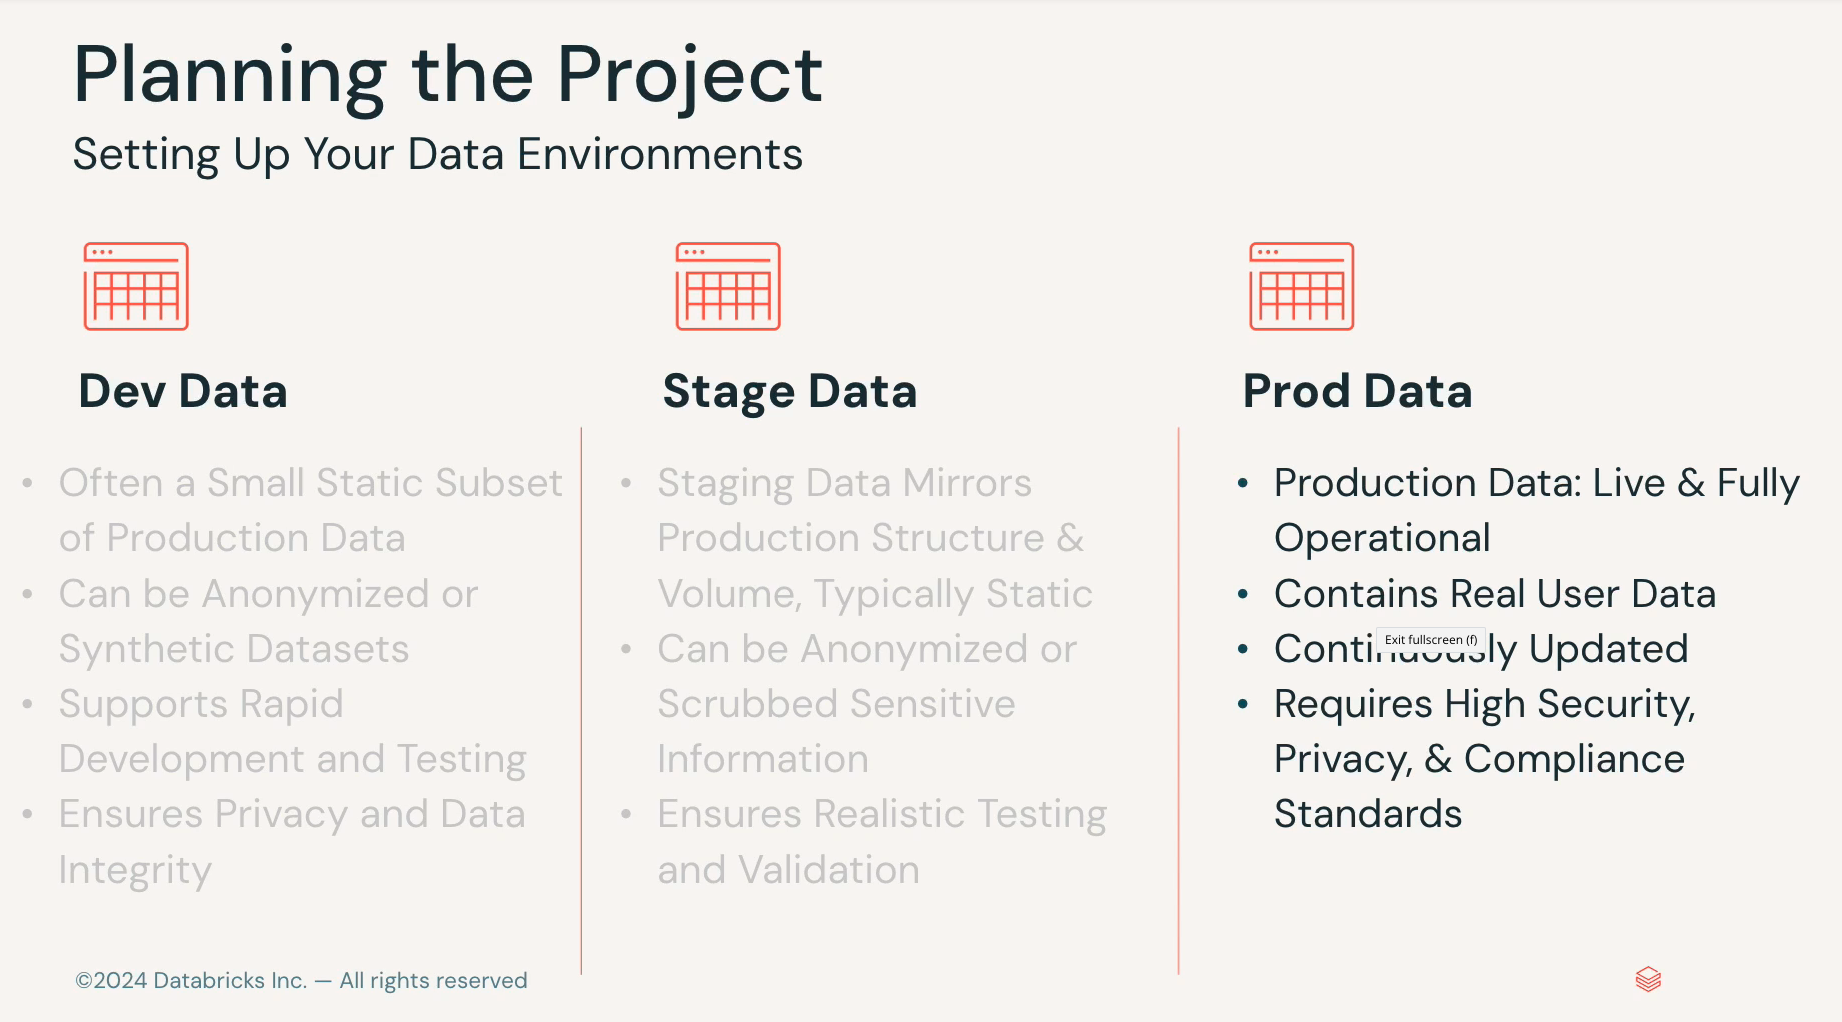 Planning the Project
Setting Up Your Data Environments
Dev Data
• Often a Small Static Subset
of Production Data
• Can be Anonymized or
Synthetic Datasets
• Supports Rapid
Development and Testing
• Ensures Privacy and Data
Integrity
Stage Data
• Staging Data Mirrors
Production Structure &
Volume, Typically Static
• Can be Anonymized or
Scrubbed Sensitive
Information
• Ensures Realistic Testing
and Validation
Prod Data
• Production Data: Live & Fully
Operational
• Contains Real User Data
Exit fullscreen (f)
• Continuously Updated
• Requires High Security,
Privacy, & Compliance
Standards
©2024 Databricks Inc. — All rights reserved